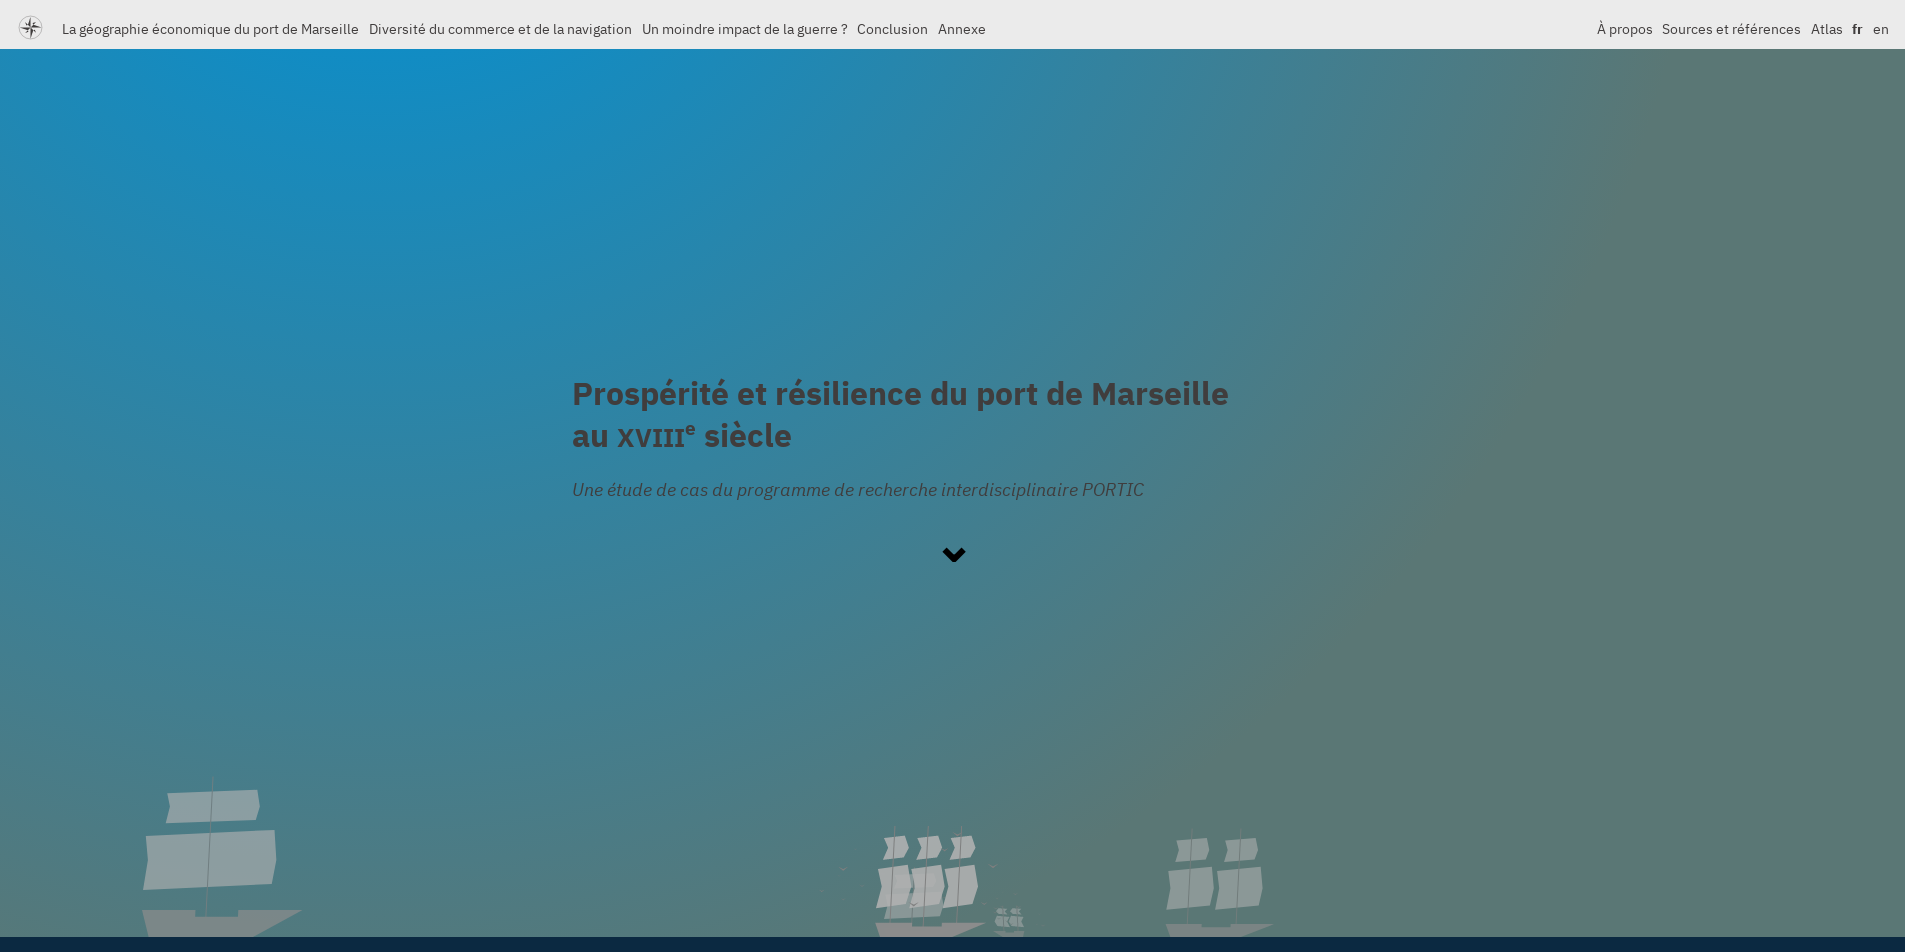 La géographie économique du port de Marseille Diversité du commerce et de la navigation Un moindre impact de la guerre ? Conclusion Annexe À propos Sources et références Atlas fr en
Prospérité et résilience du port de Marseille
au XVIIIe siècle
Une étude de cas du programme de recherche interdisciplinaire PORTIC